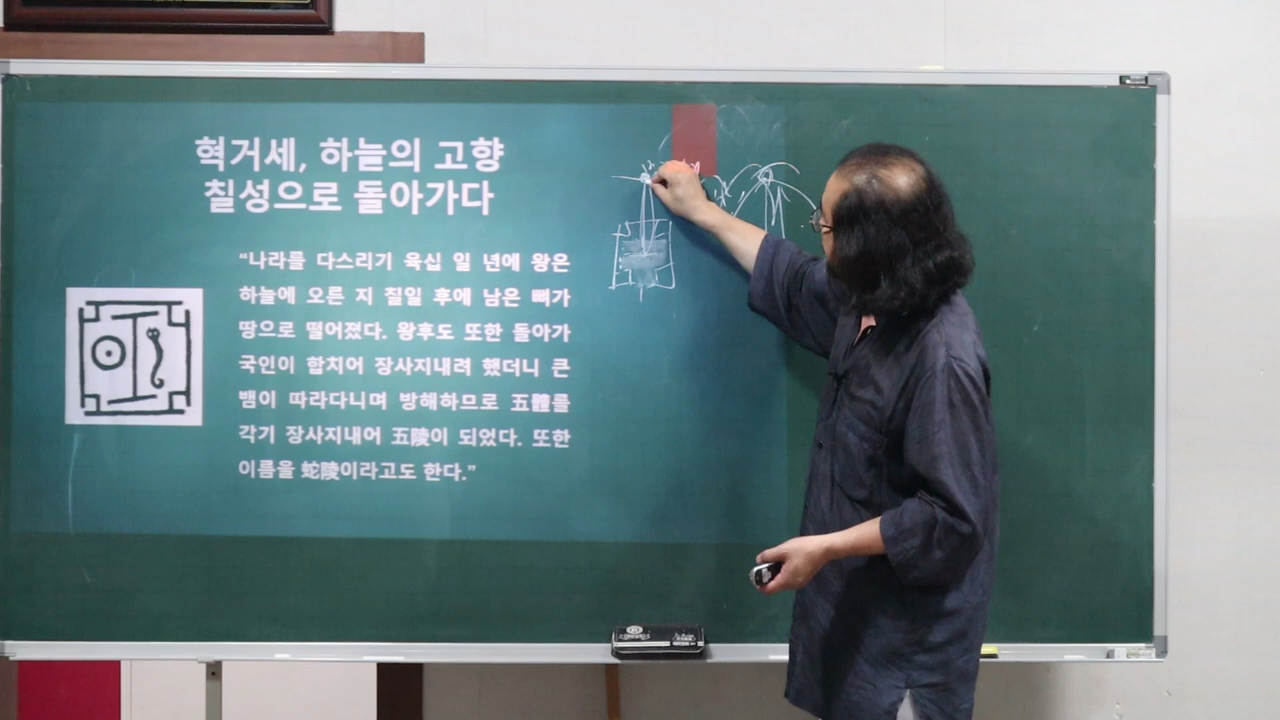 혁거세, 하늘의 고향
칠성으로 돌아가다
“나라를 다스리기 육십 일 년에 왕은
하늘에 오른 지 칠일 후에 남은 뼈가
땅으로 떨어졌다. 왕후도 또한 돌아가
국인이 합치어 장사지내려 했더니 큰
뱀이 따라다니며 방해하므로 五體를
각기 장사지내어 五陵이 되었다. 또한
이름을 蛇陵이라고도 한다.”